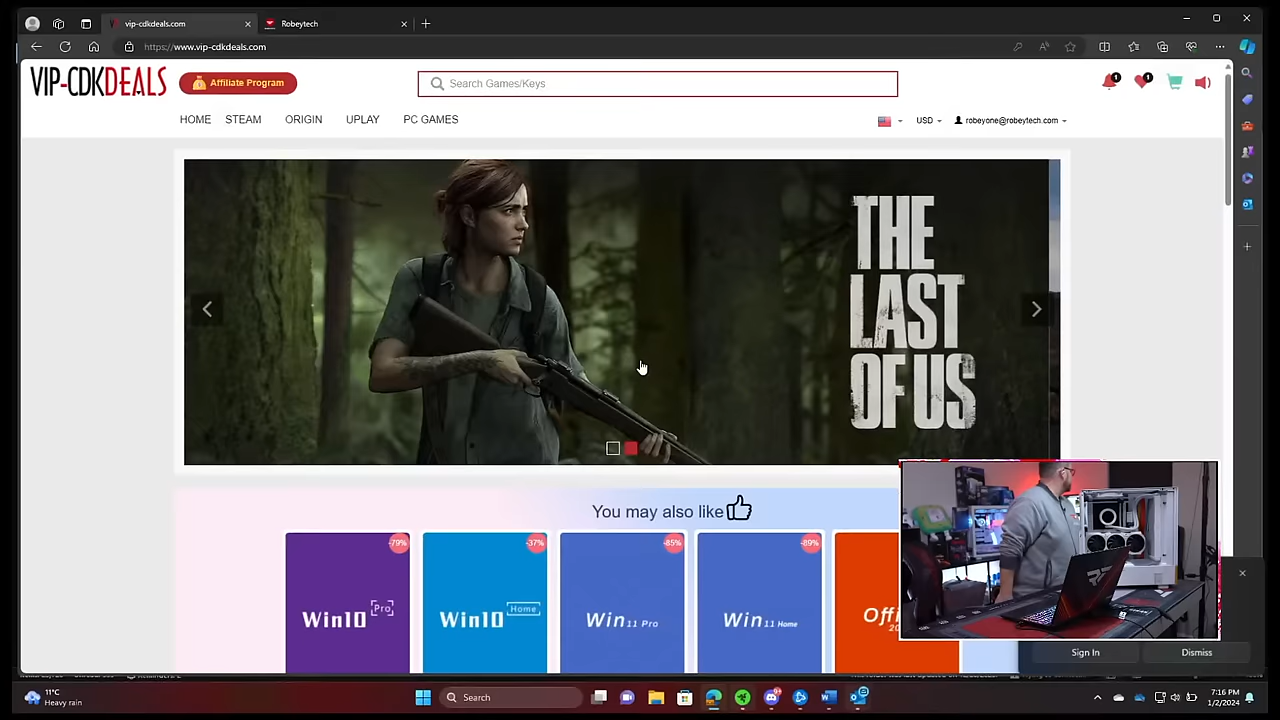 vip-cdkdeals.com
Robeytech
https://www.vip-cdkdeals.com
VIP-CDKDEALS
Affiliate Program
Search Games/Keys
1
1
HOME
STEAM
ORIGIN
UPLAY
PC GAMES
USD
robeyone@robeytech.com
THE
LAST
OF US
You may also like
-79%
-37%
-85%
-89%
Win10 Pro
Win10 Home
Win 11 Pro
Win 11 Home
Offi
20
Sign In
Dismiss
11°C
Heavy rain
Search
7:16 PM
1/2/2024